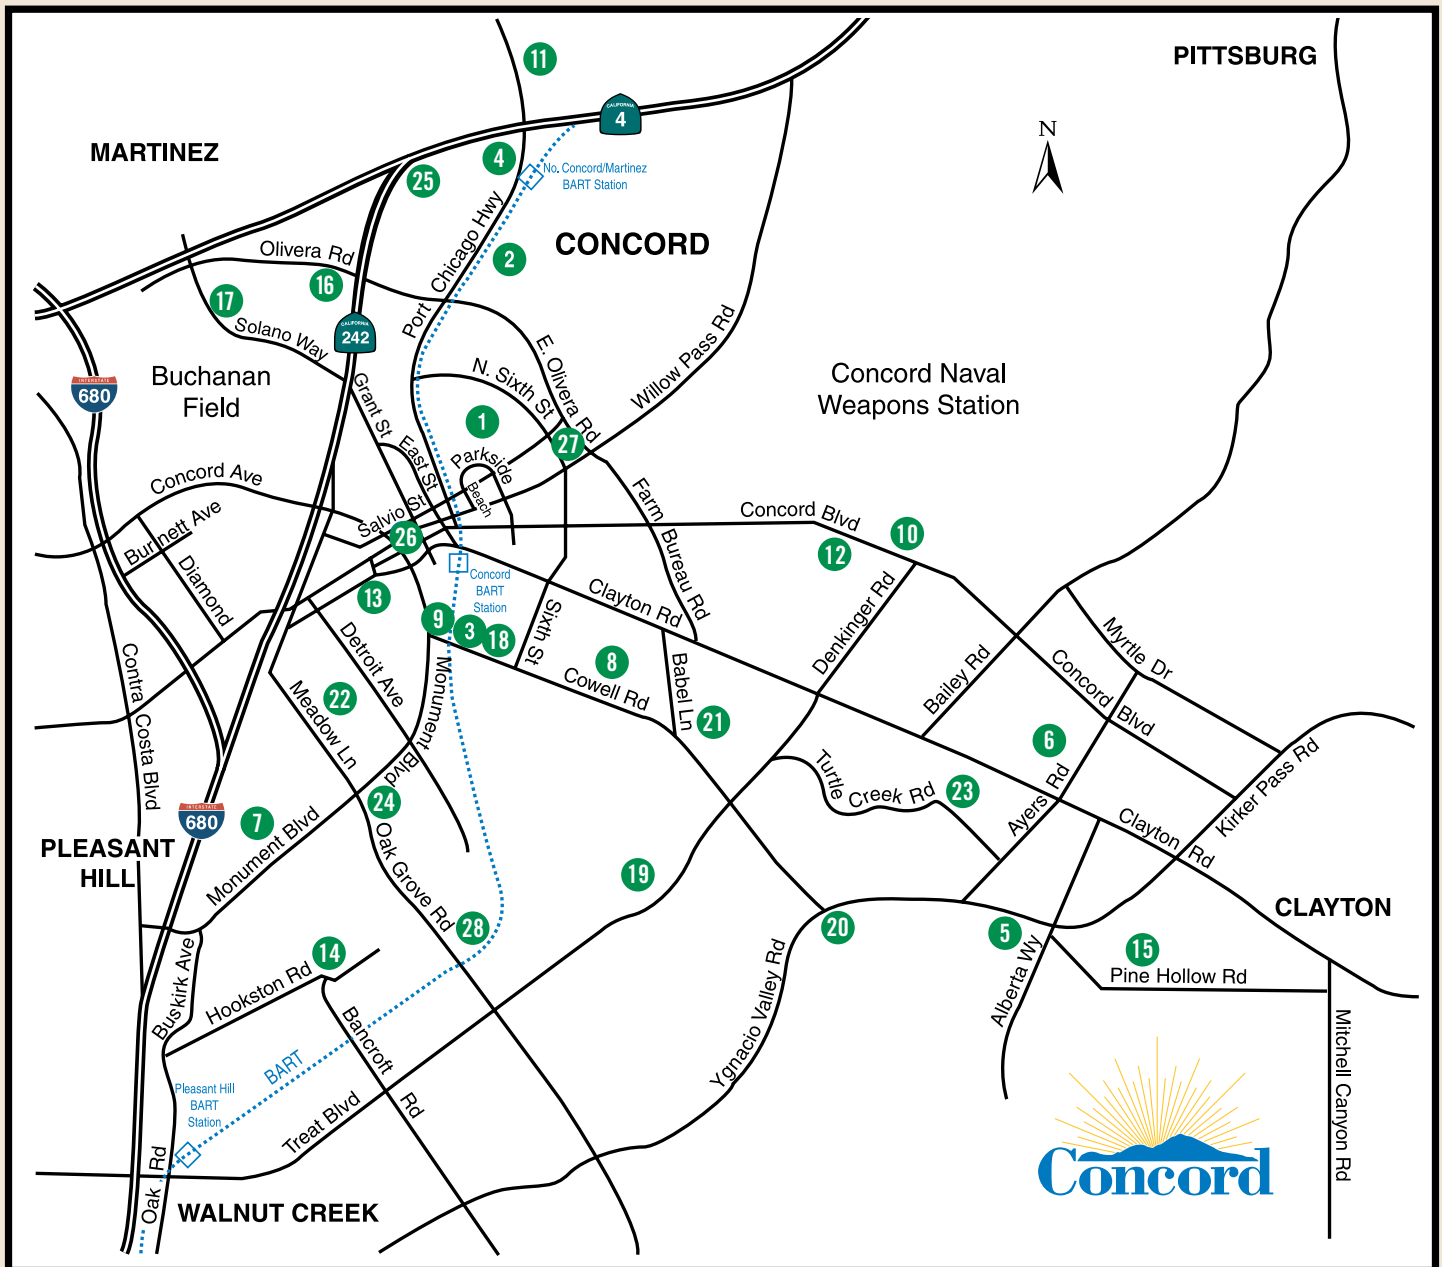 PITTSBURG
11
CALIFORNIA
4
N
MARTINEZ
4
25
No. Concord/Martinez
BART Station
Port Chicago Hwy
CONCORD
Olivera Rd
2
16
17
Solano Way
CALIFORNIA
242
E. Olivera Rd
Willow Pass Rd
N. Sixth St
INTERSTATE
680
Buchanan
Field
Concord Naval
Weapons Station
Grant St
1
27
East St
Parkside
Beach
Concord Ave
Salvio St
Burnett Ave
26
Farm Bureau Rd
Concord Blvd
10
12
Diamond
Concord
BART
Station
13
Clayton Rd
Denkinger Rd
9
3
18
Sixth St
Detroit Ave
Myrtle Dr
Contra Costa Blvd
Monument Blvd
8
Cowell Rd
Babel Ln
Bailey Rd
Concord Blvd
22
Meadow Ln
21
6
Turtle Creek Rd
23
Kirker Pass Rd
24
INTERSTATE
680
7
Monument Blvd
Ayers Rd
Clayton Rd
PLEASANT
HILL
Oak Grove Rd
19
CLAYTON
28
20
5
15
Buskirk Ave
14
Hookston Rd
Alberta Wy
Pine Hollow Rd
Bancroft Rd
Ygnacio Valley Rd
Mitchell Canyon Rd
BART
Pleasant Hill
BART
Station
Treat Blvd
Concord
Oak Rd
WALNUT CREEK